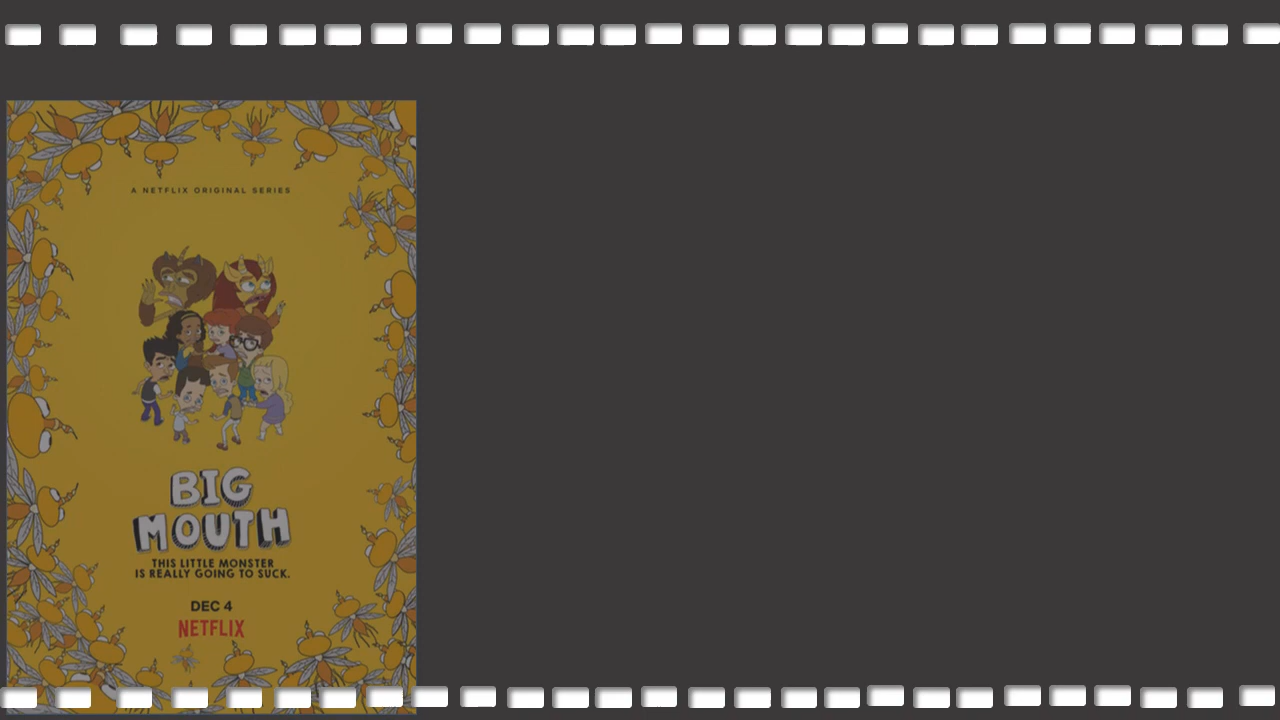 A NETFLIX ORIGINAL SERIES
BIG
MOUTH
THIS LITTLE MONSTER
IS REALLY GOING TO SUCK.
DEC 4
NETFLIX